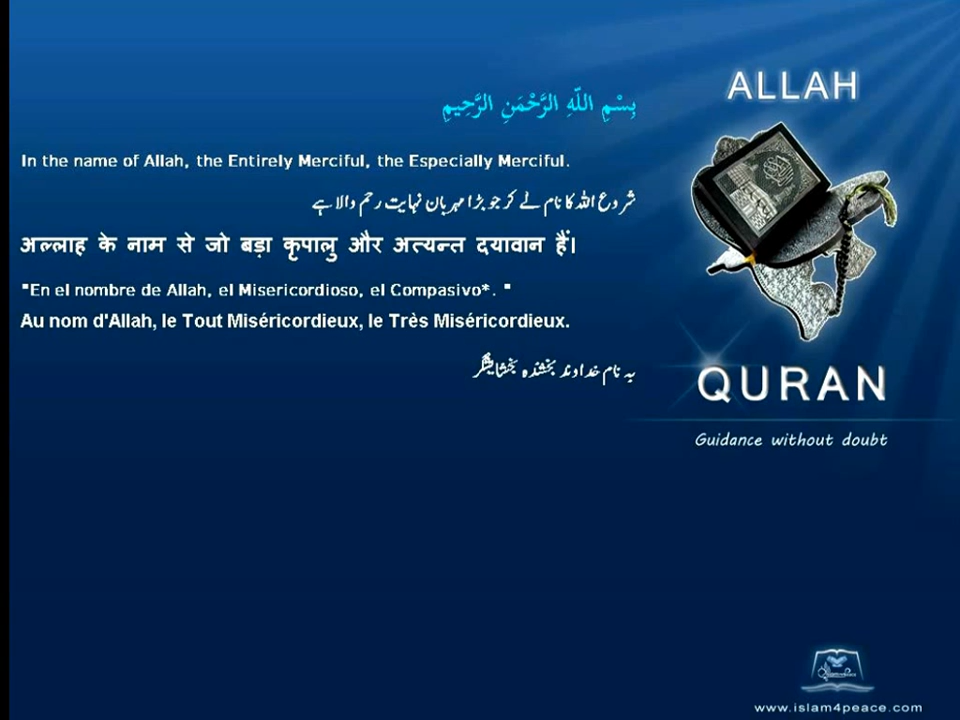 بِسْمِ اللّهِ الرَّحْمَنِ الرَّحِيمِ
In the name of Allah, the Entirely Merciful, the Especially Merciful.
شروع الله کا نام لے کر جو بڑا مہربان نہایت رحم والا ہے
अल्लाह के नाम से जो बड़ा कृपालु और अत्यन्त दयावान हैं।
"En el nombre de Allah, el Misericordioso, el Compasivo*. "
Au nom d'Allah, le Tout Miséricordieux, le Très Miséricordieux.
به نام خداوند بخشنده بخشایشگر
ALLAH
QURAN
Guidance without doubt
www.islam4peace.com